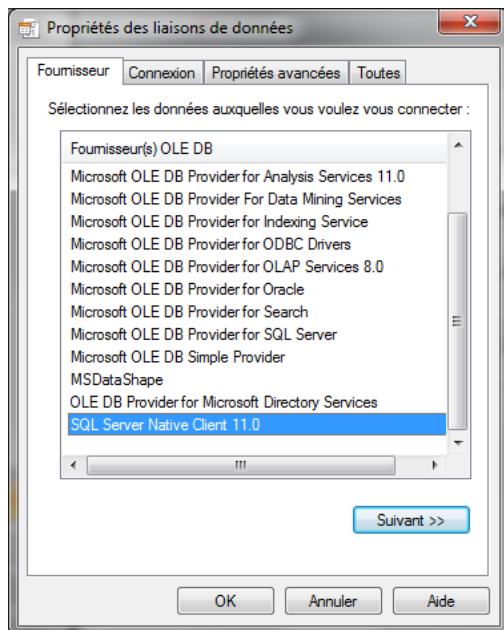 Propriétés des liaisons de données
Fournisseur Connexion Propriétés avancées Toutes
Sélectionnez les données auxquelles vous voulez vous connecter :
Fournisseur(s) OLE DB
Microsoft OLE DB Provider for Analysis Services 11.0
Microsoft OLE DB Provider For Data Mining Services
Microsoft OLE DB Provider for Indexing Service
Microsoft OLE DB Provider for ODBC Drivers
Microsoft OLE DB Provider for OLAP Services 8.0
Microsoft OLE DB Provider for Oracle
Microsoft OLE DB Provider for Search
Microsoft OLE DB Provider for SQL Server
Microsoft OLE DB Simple Provider
MSDataShape
OLE DB Provider for Microsoft Directory Services
SQL Server Native Client 11.0
Suivant >>
OK Annuler Aide